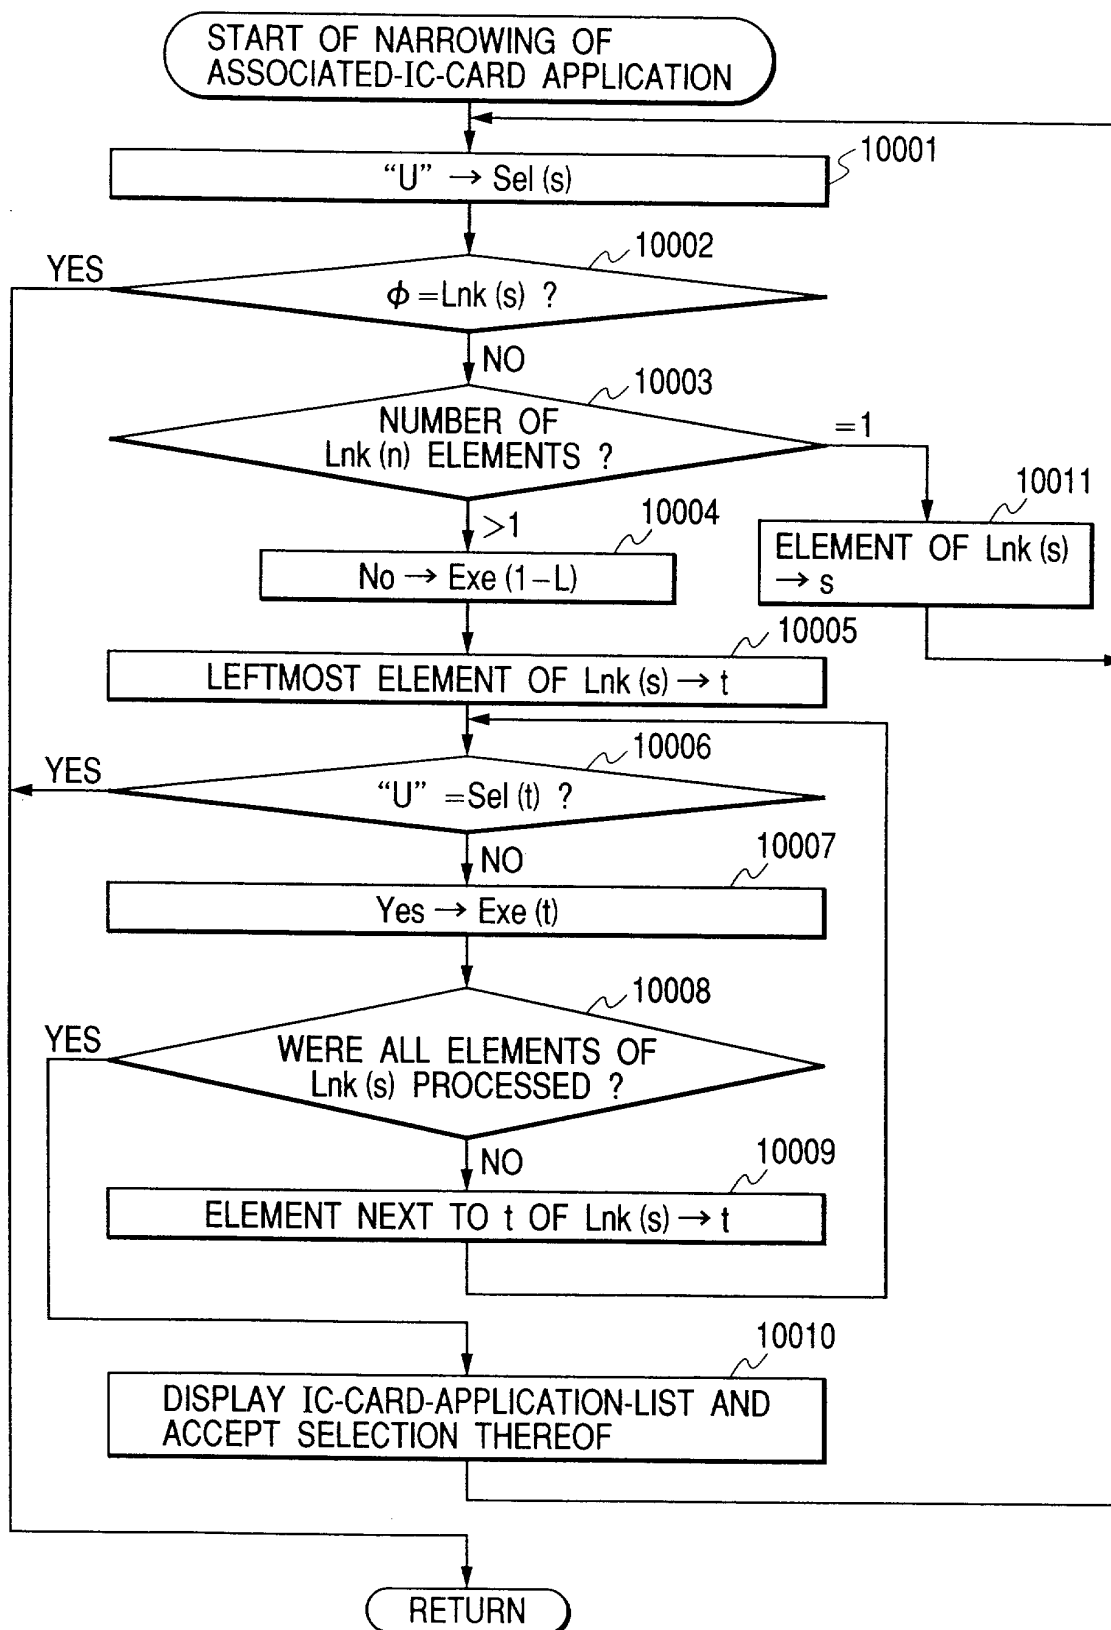 START OF NARROWING OF
ASSOCIATED-IC-CARD APPLICATION
10001
“U” → Sel (s)
10002
YES
ϕ = Lnk (s) ?
NO
10003
NUMBER OF
Lnk (n) ELEMENTS ?
=1
10011
>1
10004
ELEMENT OF Lnk (s)
→ s
No → Exe (1-L)
10005
LEFTMOST ELEMENT OF Lnk (s) → t
10006
YES
“U” = Sel (t) ?
NO
10007
Yes → Exe (t)
10008
YES
WERE ALL ELEMENTS OF
Lnk (s) PROCESSED ?
NO
10009
ELEMENT NEXT TO t OF Lnk (s) → t
10010
DISPLAY IC-CARD-APPLICATION-LIST AND
ACCEPT SELECTION THEREOF
RETURN